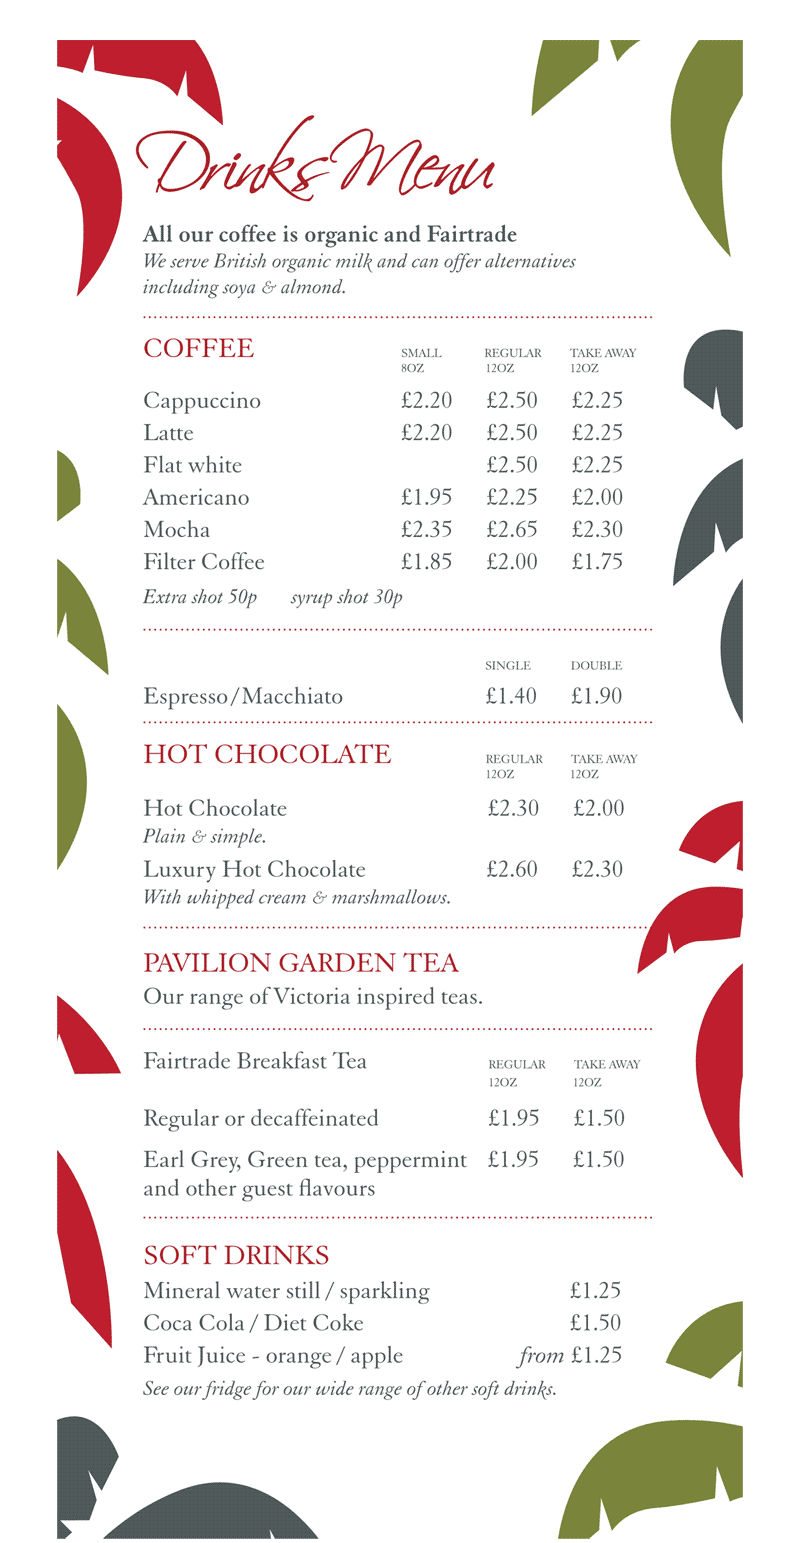 Drinks Menu
All our coffee is organic and Fairtrade
We serve British organic milk and can offer alternatives
including soya & almond.
COFFEE SMALL 8OZ REGULAR 12OZ TAKE AWAY 12OZ
Cappuccino £2.20 £2.50 £2.25
Latte £2.20 £2.50 £2.25
Flat white £2.50 £2.25
Americano £1.95 £2.25 £2.00
Mocha £2.35 £2.65 £2.30
Filter Coffee £1.85 £2.00 £1.75
Extra shot 50p syrup shot 30p
SINGLE DOUBLE
Espresso/Macchiato £1.40 £1.90
HOT CHOCOLATE REGULAR 12OZ TAKE AWAY 12OZ
Hot Chocolate £2.30 £2.00
Plain & simple.
Luxury Hot Chocolate £2.60 £2.30
With whipped cream & marshmallows.
PAVILION GARDEN TEA
Our range of Victoria inspired teas.
Fairtrade Breakfast Tea REGULAR 12OZ TAKE AWAY 12OZ
Regular or decaffeinated £1.95 £1.50
Earl Grey, Green tea, peppermint £1.95 £1.50
and other guest flavours
SOFT DRINKS
Mineral water still / sparkling £1.25
Coca Cola / Diet Coke £1.50
Fruit Juice - orange / apple from £1.25
See our fridge for our wide range of other soft drinks.